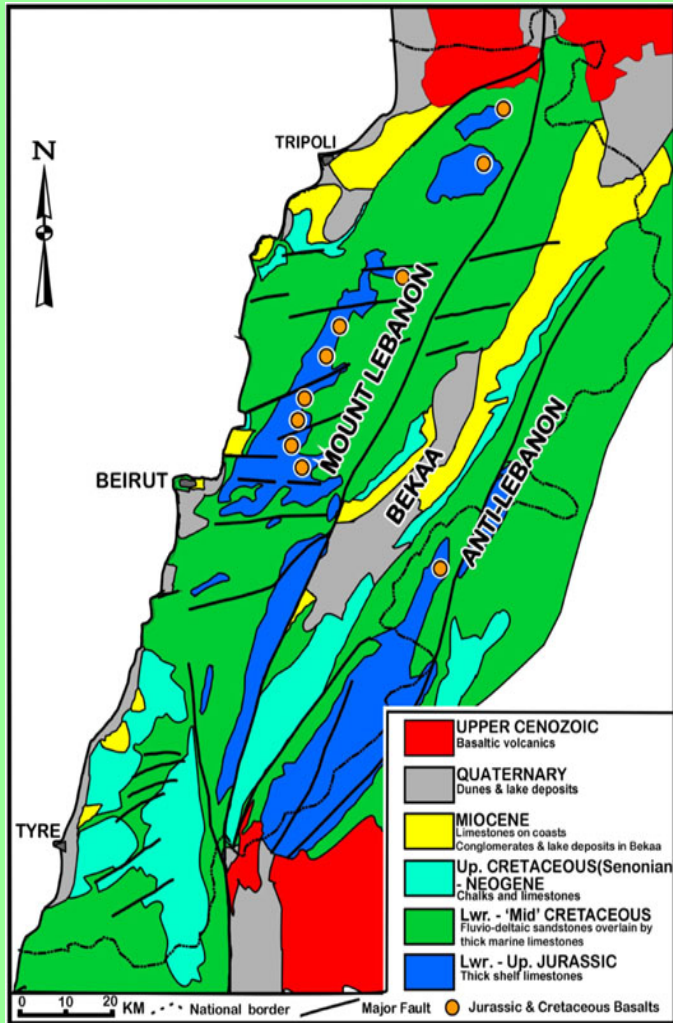 TRIPOLI
N
MOUNT LEBANON
BEKAA
BEIRUT
ANTI-LEBANON
TYRE
UPPER CENOZOIC
Basaltic volcanics
QUATERNARY
Dunes & lake deposits
MIOCENE
Limestones on coasts
Conglomerates & lake deposits in Bekaa
Up. CRETACEOUS(Senonian
- NEOGENE
Chalks and limestones
Lwr. - 'Mid' CRETACEOUS
Fluvio-deltaic sandstones overlain by
thick marine limestones
Lwr. - Up. JURASSIC
Thick shelf limestones
0 10 20 KM National border Major Fault Jurassic & Cretaceous Basalts